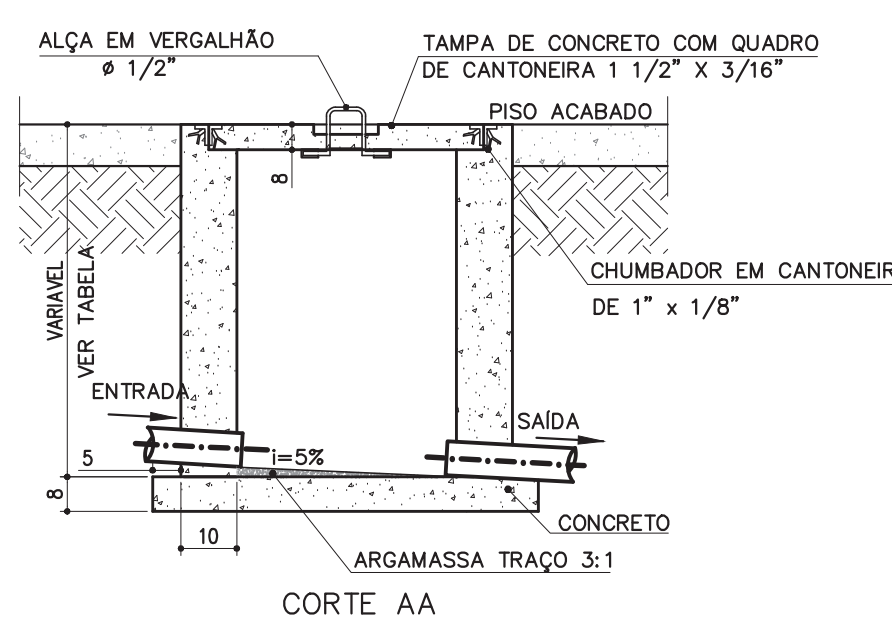 ALÇA EM VERGALHÃO
ø 1/2"
TAMPA DE CONCRETO COM QUADRO
DE CANTONEIRA 1 1/2" X 3/16"
PISO ACABADO
8
CHUMBADOR EM CANTONEIR
DE 1" x 1/8"
VARIAVEL
VER TABELA
ENTRADA
SAÍDA
5
i=5%
8
10
CONCRETO
ARGAMASSA TRAÇO 3:1
CORTE AA